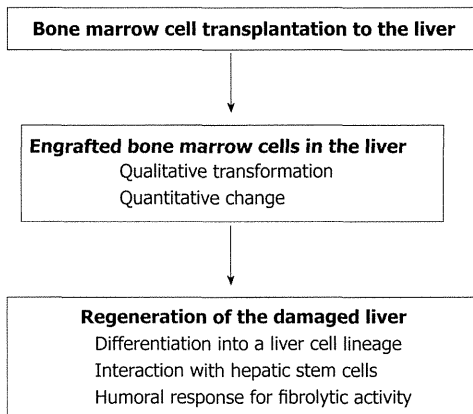 Bone marrow cell transplantation to the liver
Engrafted bone marrow cells in the liver
Qualitative transformation
Quantitative change
Regeneration of the damaged liver
Differentiation into a liver cell lineage
Interaction with hepatic stem cells
Humoral response for fibrolytic activity